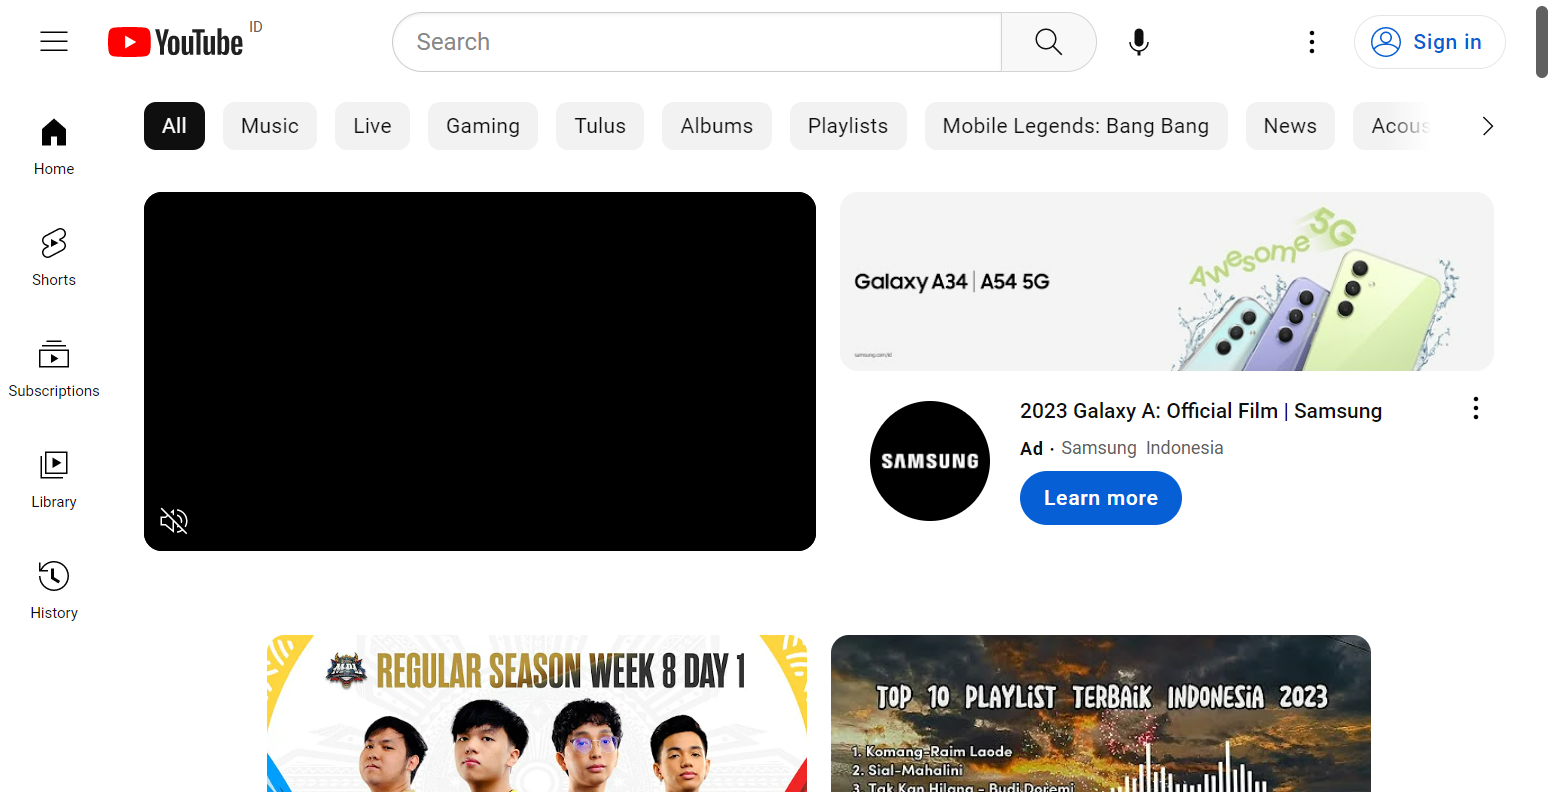 YouTube ID
Search
Sign in
All
Music
Live
Gaming
Tulus
Albums
Playlists
Mobile Legends: Bang Bang
News
Acous
Home
Shorts
Subscriptions
Library
History
Awesome 5G
Galaxy A34 | A54 5G
samsung.com/id
SAMSUNG
2023 Galaxy A: Official Film | Samsung
Ad · Samsung Indonesia
Learn more
REGULAR SEASON WEEK 8 DAY 1
TOP 10 PLAYLIST TERBAIK INDONESIA 2023
1. Komang-Raim Laode
2. Sial-Mahalini
3. Tak Kan Hilang - Budi Doremi